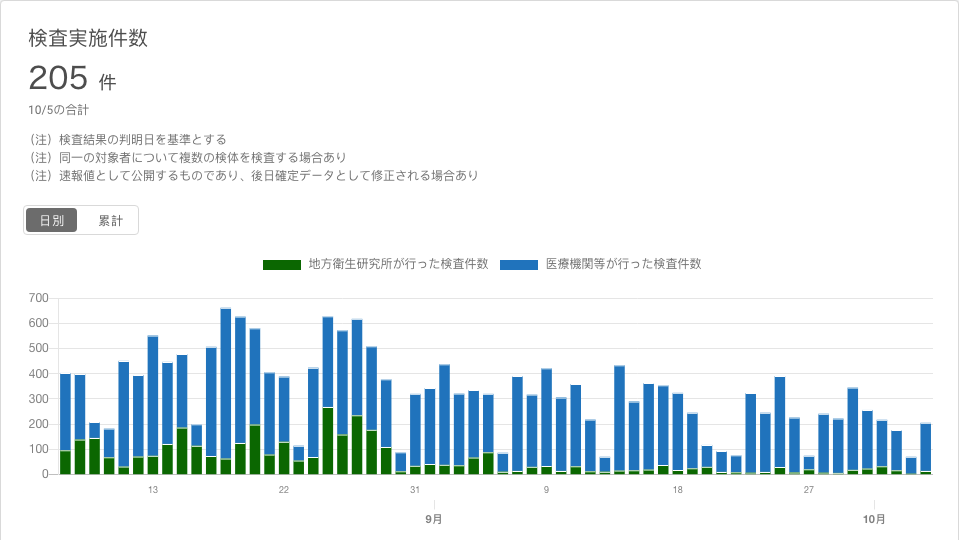 検査実施件数
205 件
10/5の合計
（注）検査結果の判明日を基準とする
（注）同一の対象者について複数の検体を検査する場合あり
（注）速報値として公開するものであり、後日確定データとして修正される場合あり
日別 累計
地方衛生研究所が行った検査件数 医療機関等が行った検査件数
700
600
500
400
300
200
100
0
13 22 31 9 18 27
9月 10月